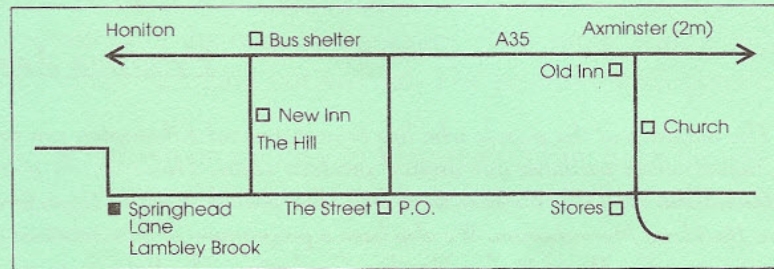 Honiton
Axminster (2m)
Bus shelter
A35
Old Inn
New Inn
The Hill
Church
Springhead
Lane
Lambley Brook
The Street
P.O.
Stores